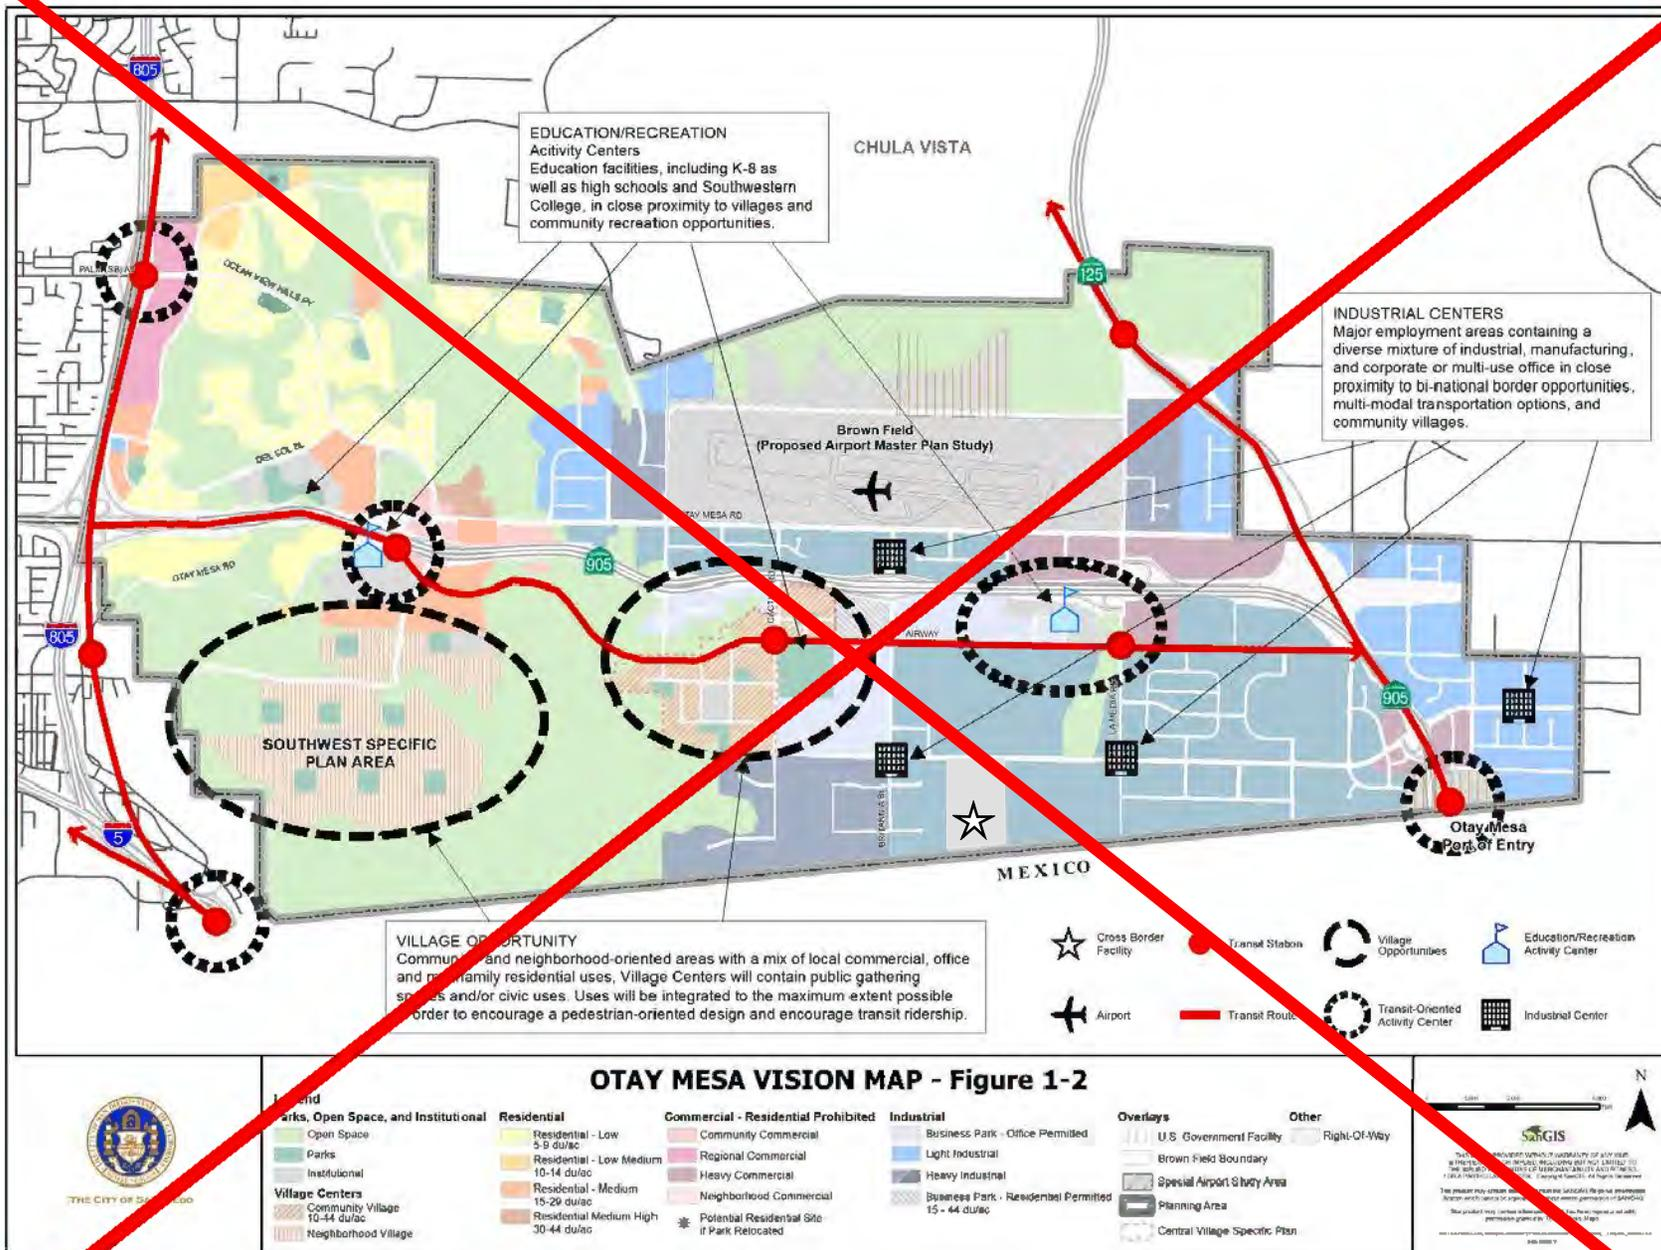 805
EDUCATION/RECREATION
Acitivity Centers
Education facilities, including K-8 as
well as high schools and Southwestern
College, in close proximity to villages and
community recreation opportunities.
CHULA VISTA
125
INDUSTRIAL CENTERS
Major employment areas containing a
diverse mixture of industrial, manufacturing,
and corporate or multi-use office in close
proximity to bi-national border opportunities,
multi-modal transportation options, and
community villages.
OCEAN VIEW HILLS PY
Brown Field
(Proposed Airport Master Plan Study)
DEL SOL BL
MESA RD
905
OTAY MESA RD
805
AIRWAY
905
LA MEDIA
SOUTHWEST SPECIFIC
PLAN AREA
BRITANNIA BL
5
Otay Mesa
Port of Entry
MEXICO
VILLAGE
and neighborhood-oriented areas with a mix of local commercial, office
and residential uses, Village Centers will contain public gathering
and/or civic uses. Uses will be integrated to the maximum extent possible
order to encourage a pedestrian-oriented design and encourage transit ridership.
Cross Border
Facility
Transit Station
Village
Opportunities
Education/Recreation
Activity Center
Airport
Transit Route
Transit-Oriented
Activity Center
Industrial Center
OTAY MESA VISION MAP - Figure 1-2
Parks, Open Space, and Institutional
Open Space
Parks
Institutional
Village Centers
Community Village
10-44 du/ac
Neighborhood Village
Residential
Residential - Low
5-9 du/ac
Residential - Low Medium
10-14 du/ac
Residential - Medium
15-29 du/ac
Residential Medium High
30-44 du/ac
Commercial - Residential Prohibited
Community Commercial
Regional Commercial
Heavy Commercial
Neighborhood Commercial
Potential Residential Site
if Park Relocated
Industrial
Business Park - Office Permitted
Light Industrial
Heavy Industrial
Business Park - Residential Permitted
15 - 44 du/ac
Overlays
U.S. Government Facility
Brown Field Boundary
Special Airport Study Area
Planning Area
Central Village Specific Plan
Other
Right-Of-Way
N
SanGIS
THE CITY OF SAN DIEGO